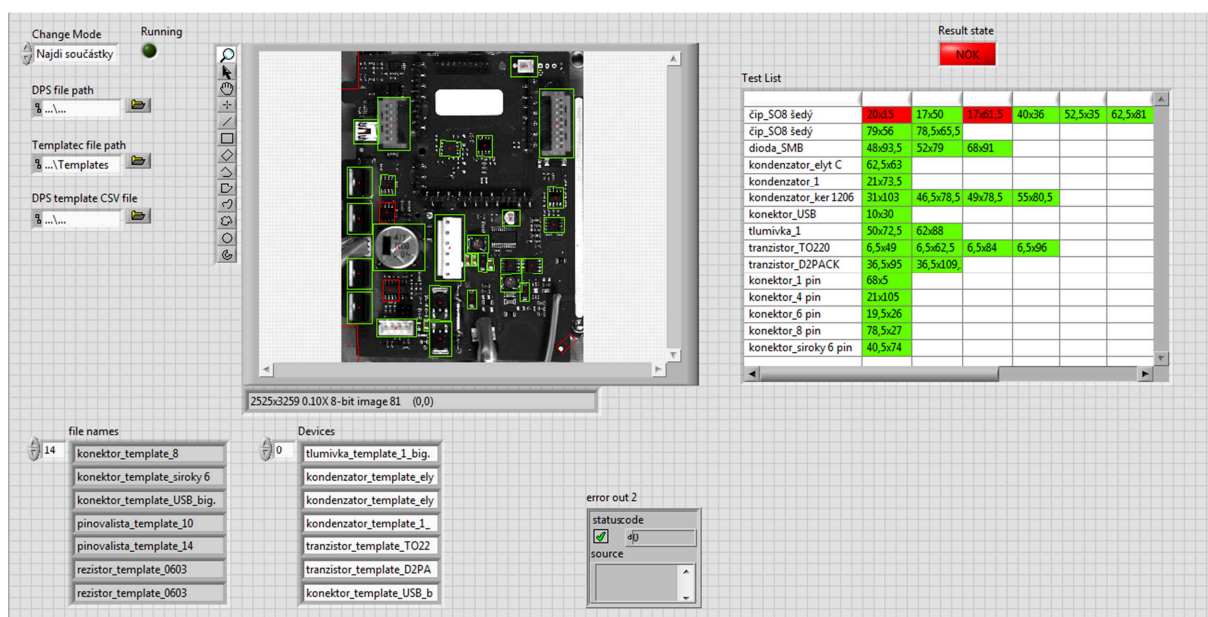 Change Mode
Running
Najdi součástky
DPS file path
...\...
Templatec file path
...\Templates
DPS template CSV file
...\...
2525x3259 0.10X 8-bit image 81 (0,0)
Result state
NOK
Test List
čip_SO8 šedý 20x15 17x50 17x61,5 40x36 52,5x35 62,5x81
čip_SO8 šedý 79x56 78,5x65,5
dioda_SMB 48x93,5 52x79 68x91
kondenzator_elyt C 62,5x63
kondenzator_1 21x73,5
kondenzator_ker 1206 31x103 46,5x78,5 49x78,5 55x80,5
konektor_USB 10x30
tlumivka_1 50x72,5 62x88
tranzistor_TO220 6,5x49 6,5x62,5 6,5x84 6,5x96
tranzistor_D2PACK 36,5x95 36,5x109,
konektor_1 pin 68x5
konektor_4 pin 21x105
konektor_6 pin 19,5x26
konektor_8 pin 78,5x27
konektor_siroky 6 pin 40,5x74
file names
14
konektor_template_8
konektor_template_siroky 6
konektor_template_USB_big.
pinovalista_template_10
pinovalista_template_14
rezistor_template_0603
rezistor_template_0603
Devices
0
tlumivka_template_1_big.
kondenzator_template_ely
kondenzator_template_ely
kondenzator_template_1_
tranzistor_template_TO22
tranzistor_template_D2PA
konektor_template_USB_b
error out 2
status code
d0
source